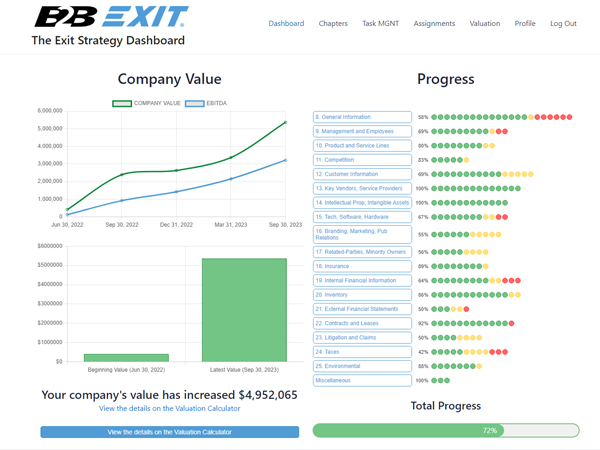 B2B EXIT®
The Exit Strategy Dashboard
Dashboard Chapters Task MGNT Assignments Valuation Profile Log Out
Company Value
COMPANY VALUE EBITDA
6,000,000
5,000,000
4,000,000
3,000,000
2,000,000
1,000,000
0
Jun 30, 2022 Sep 30, 2022 Dec 31, 2022 Mar 31, 2023 Sep 30, 2023
$6000000
$5000000
$4000000
$3000000
$2000000
$1000000
$0
Beginning Value (Jun 30, 2022) Latest Value (Sep 30, 2023)
Your company's value has increased $4,952,065
View the details on the Valuation Calculator
View the details on the Valuation Calculator
Progress
8. General Information 58%
9. Management and Employees 69%
10. Product and Service Lines 80%
11. Competition 83%
12. Customer Information 69%
13. Key Vendors, Service Providers 100%
14. Intellectual Prop, Intangible Assets 100%
15. Tech, Software, Hardware 67%
16. Branding, Marketing, Pub
Relations 55%
17. Related-Parties, Minority Owners 56%
18. Insurance 89%
19. Internal Financial Information 64%
20. Inventory 86%
21. External Financial Statements 50%
22. Contracts and Leases 92%
23. Litigation and Claims 50%
24. Taxes 42%
25. Environmental 88%
Miscellaneous 100%
Total Progress
72%